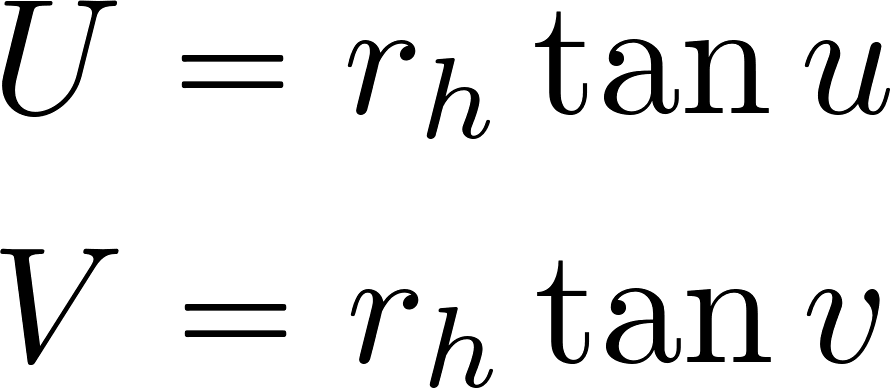 U = r_h tan u
V = r_h tan v